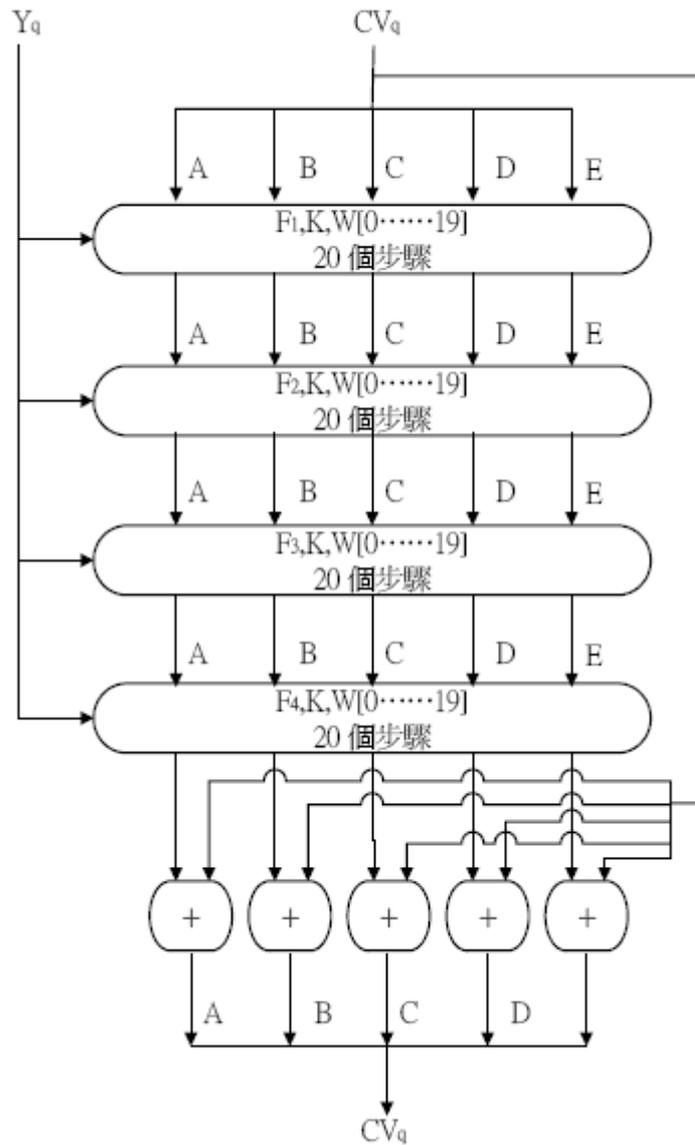 Yq CVq
A B C D E
F1,K,W[0⋯⋯19]
20 個步驟
A B C D E
F2,K,W[0⋯⋯19]
20 個步驟
A B C D E
F3,K,W[0⋯⋯19]
20 個步驟
A B C D E
F4,K,W[0⋯⋯19]
20 個步驟
+ + + + +
A B C D
CVq